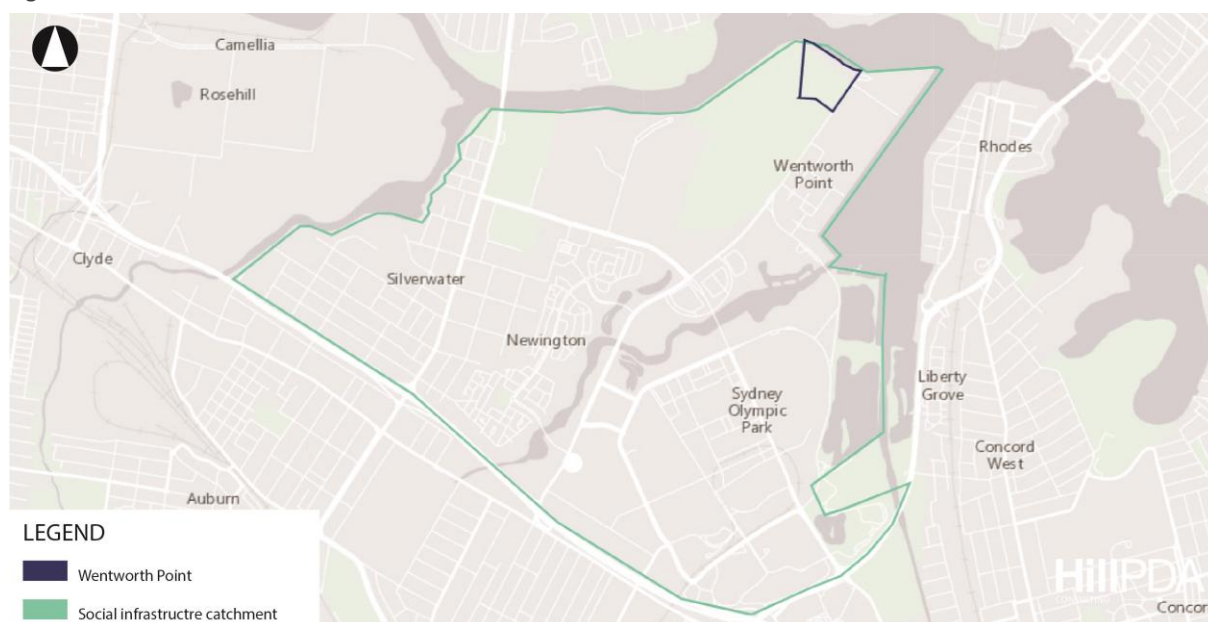 Camellia
Rosehill
Rhodes
Wentworth
Point
Clyde
Silverwater
Newington
Liberty
Grove
Sydney
Olympic
Park
Concord
West
Auburn
LEGEND
Wentworth Point
Social infrastructre catchment
HillPDA
Concor